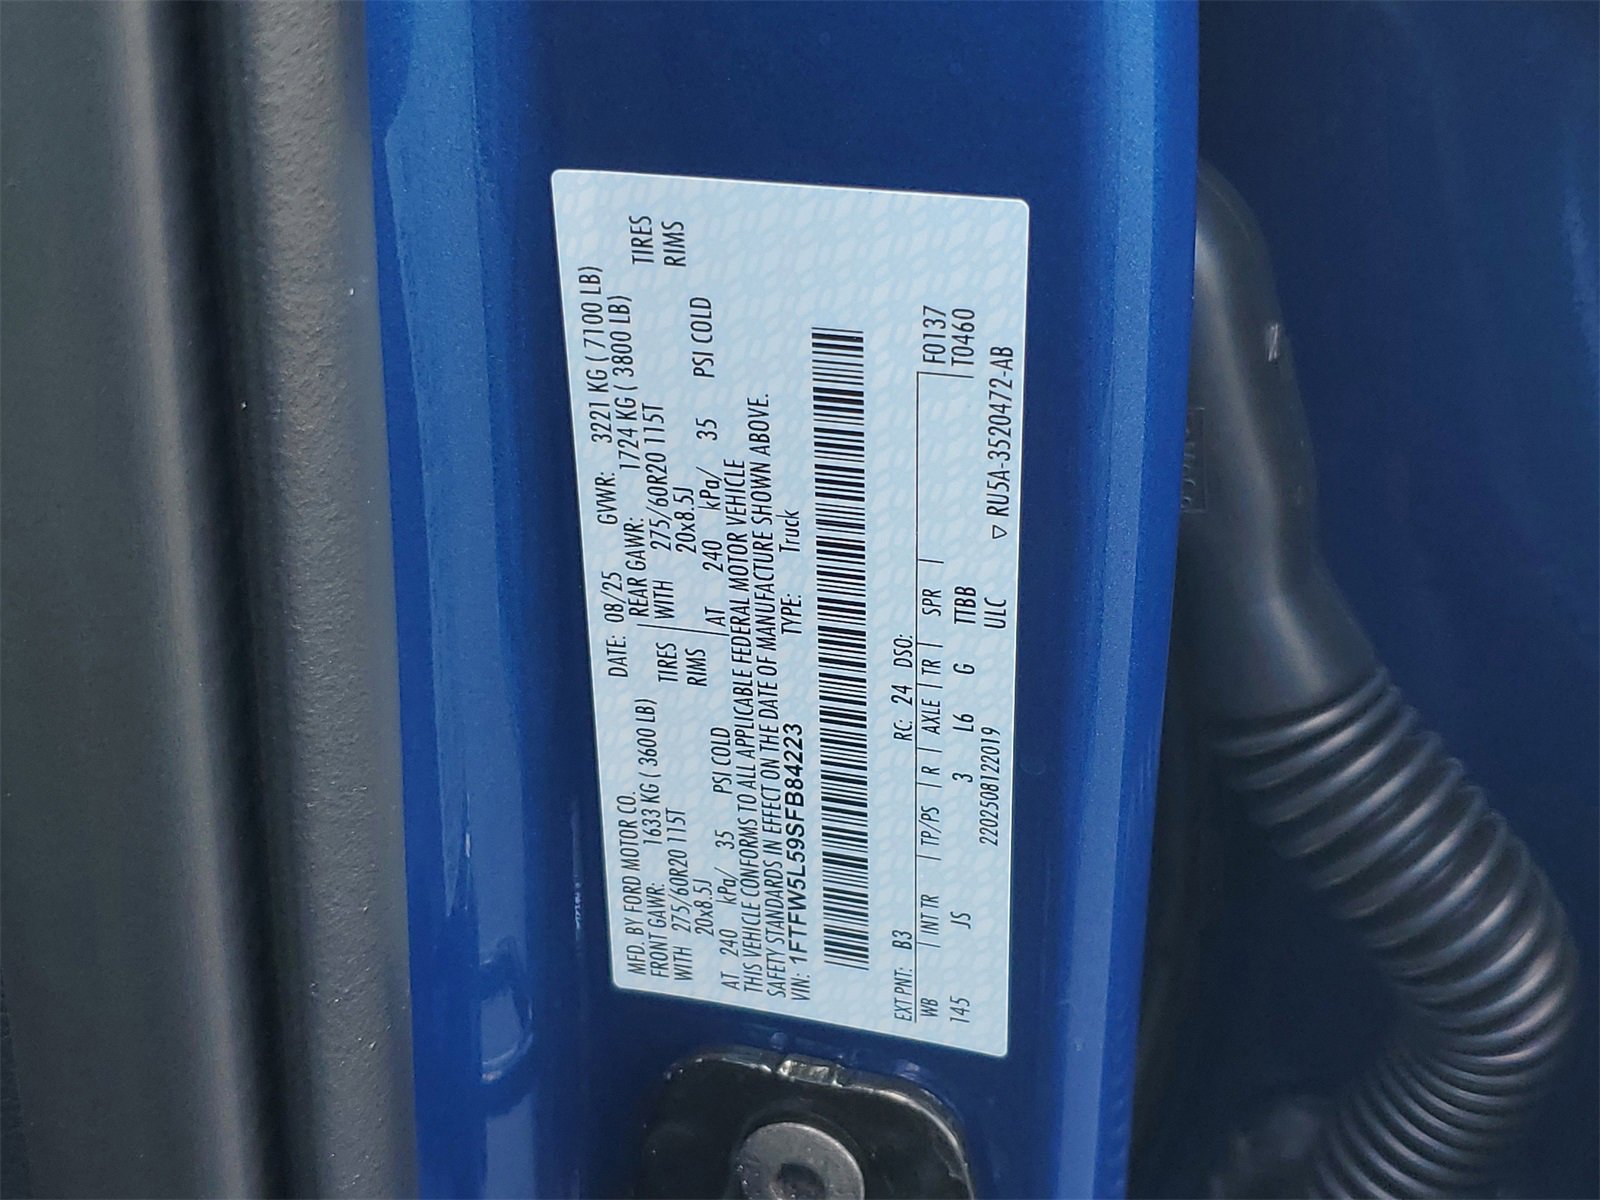 MFD. BY FORD MOTOR CO.
DATE: 08/25 GVWR: 3221 KG ( 7100 LB)
FRONT GAWR: 1633 KG ( 3600 LB) REAR GAWR: 1724 KG ( 3800 LB)
WITH 275/60R20 115T TIRES WITH 275/60R20 115T TIRES
20x8.5J RIMS 20x8.5J RIMS
AT 240 kPa/ 35 PSI COLD AT 240 kPa/ 35 PSI COLD
THIS VEHICLE CONFORMS TO ALL APPLICABLE FEDERAL MOTOR VEHICLE
SAFETY STANDARDS IN EFFECT ON THE DATE OF MANUFACTURE SHOWN ABOVE.
VIN: 1FTFW5L59SFB84223 TYPE: Truck
EXT PNT: B3 RC: 24 DSO:
WB INT TR TP/PS R AXLE TR SPR F0137
145 JS 3 L6 G TTBB T0460
220250812019 ULC
▽ RU5A-3520472-AB